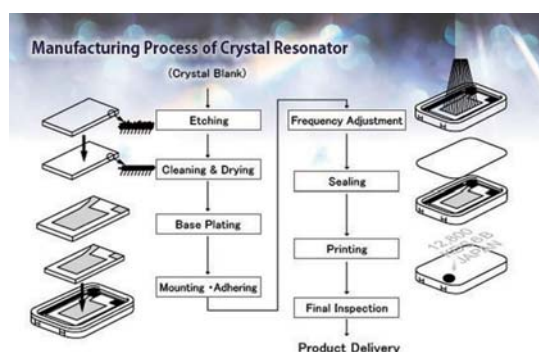 Manufacturing Process of Crystal Resonator
(Crystal Blank)
Etching
Cleaning & Drying
Base Plating
Mounting・Adhering
Frequency Adjustment
Sealing
Printing
Final Inspection
Product Delivery
12,800
JAPAN